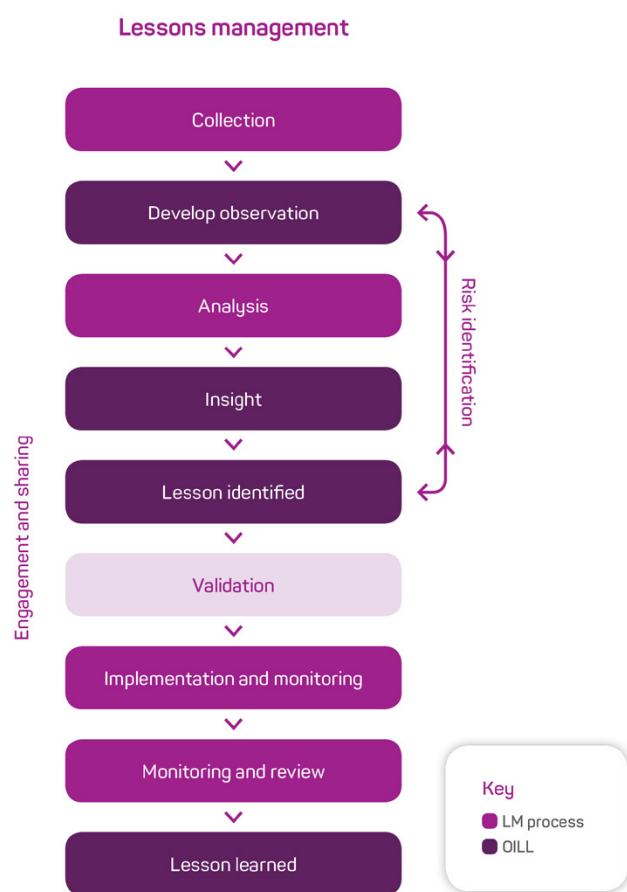 Lessons management
Collection
Develop observation
Analysis
Insight
Lesson identified
Validation
Implementation and monitoring
Monitoring and review
Lesson learned
Risk identification
Engagement and sharing
Key
LM process
OILL